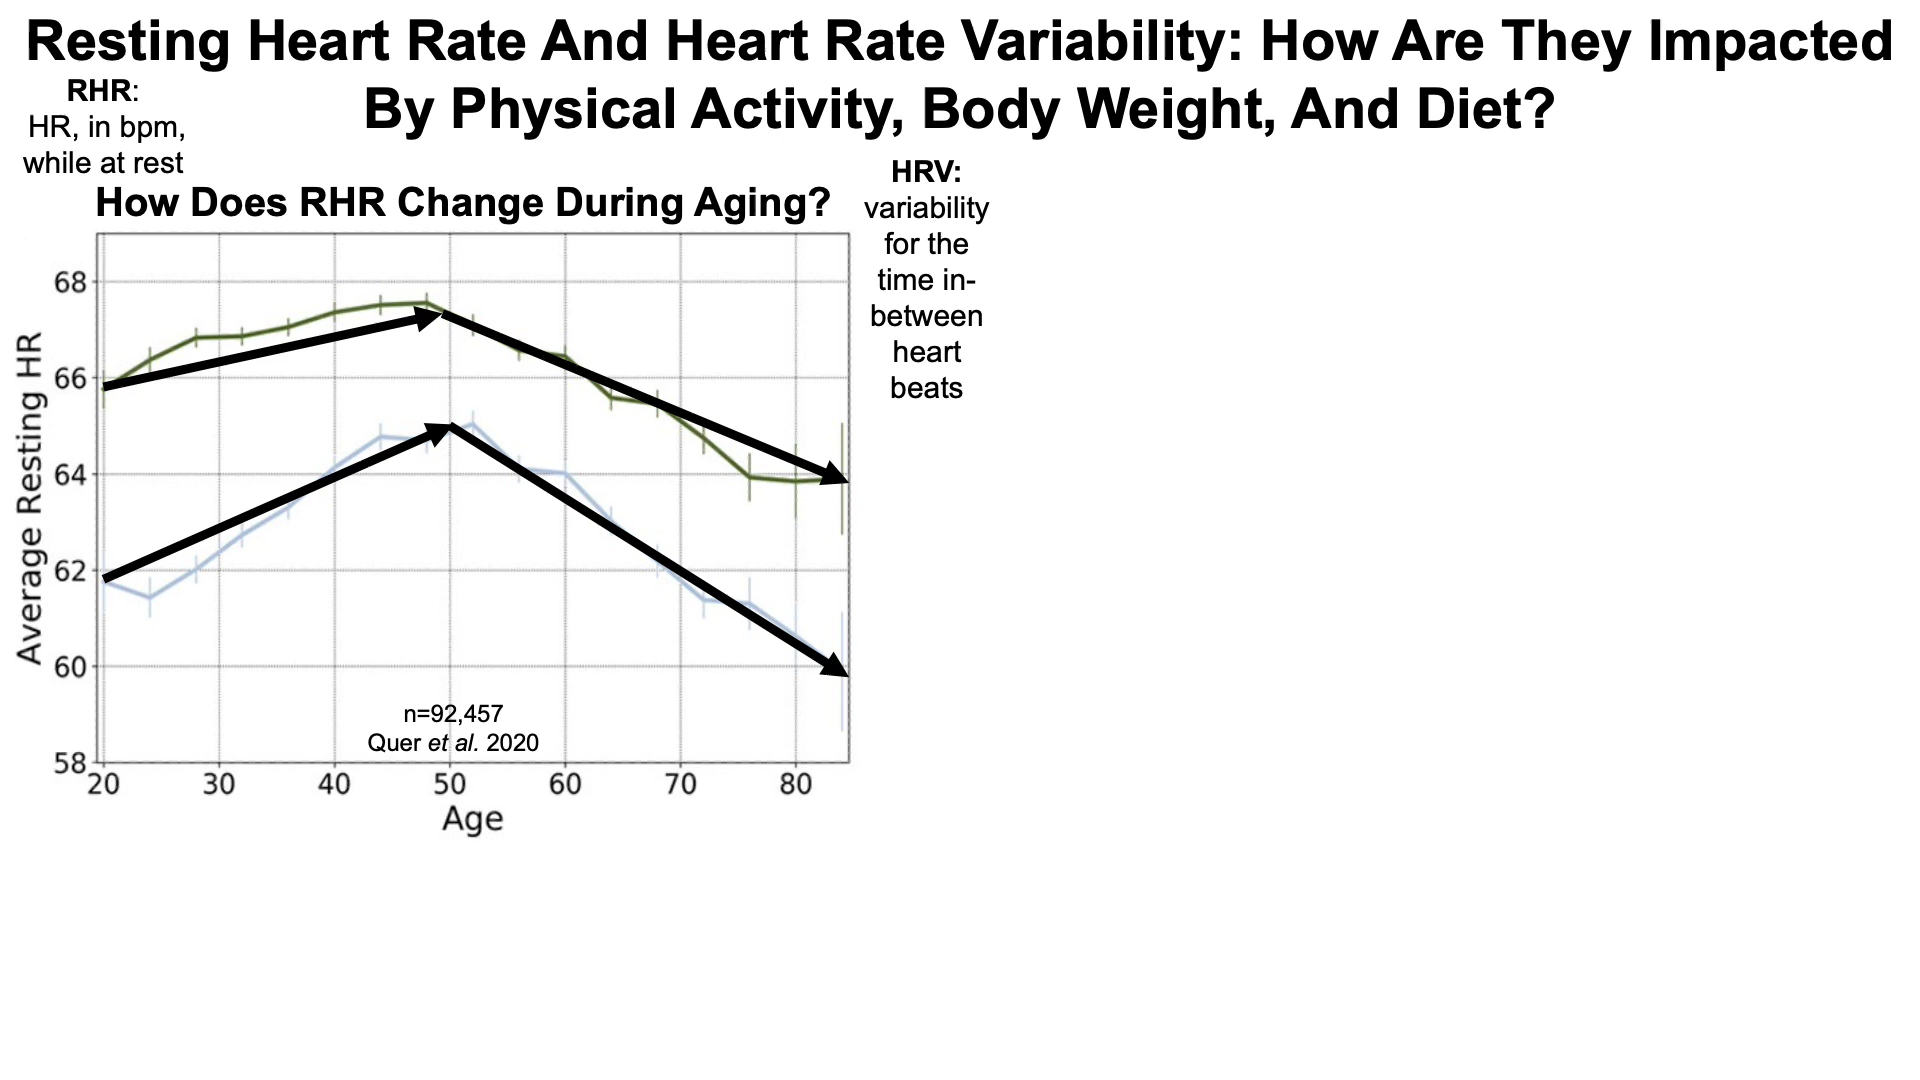 Resting Heart Rate And Heart Rate Variability: How Are They Impacted
By Physical Activity, Body Weight, And Diet?
RHR:
HR, in bpm,
while at rest
How Does RHR Change During Aging?
HRV:
variability
for the
time in-
between
heart
beats
Average Resting HR
68
66
64
62
60
58
n=92,457
Quer et al. 2020
20 30 40 50 60 70 80
Age